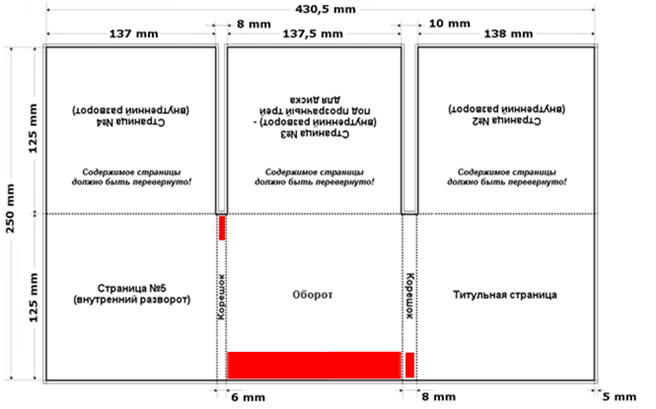 430,5 mm
8 mm
10 mm
137 mm
137,5 mm
138 mm
125 mm
250 mm
125 mm
Страница №4
(внутренний разворот)
Содержимое страницы
должно быть перевернуто!
Страница №3
(внутренний разворот) -
под прозрачный трей
для диска
Содержимое страницы
должно быть перевернуто!
Страница №2
(внутренний разворот)
Содержимое страницы
должно быть перевернуто!
Страница №5
(внутренний разворот)
Корешок
Оборот
Корешок
Титульная страница
6 mm
8 mm
5 mm